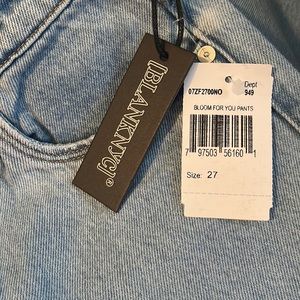 [BLANKNYC]®
Dept
07ZF2700NO 949
BLOOM FOR YOU PANTS
7 97503 56160 1
Size: 27